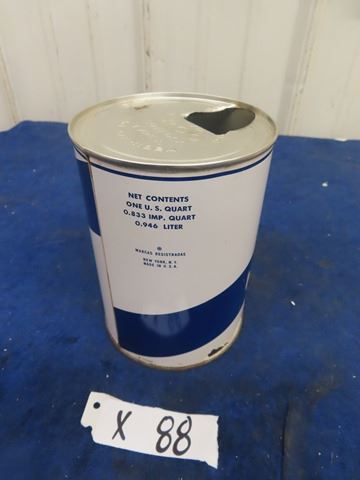 NET CONTENTS
ONE U.S. QUART
0.833 IMP. QUART
0.946 LITER
®
MARCAS REGISTRADAS
NEW YORK, N.Y.
MADE IN U.S.A.
X 88